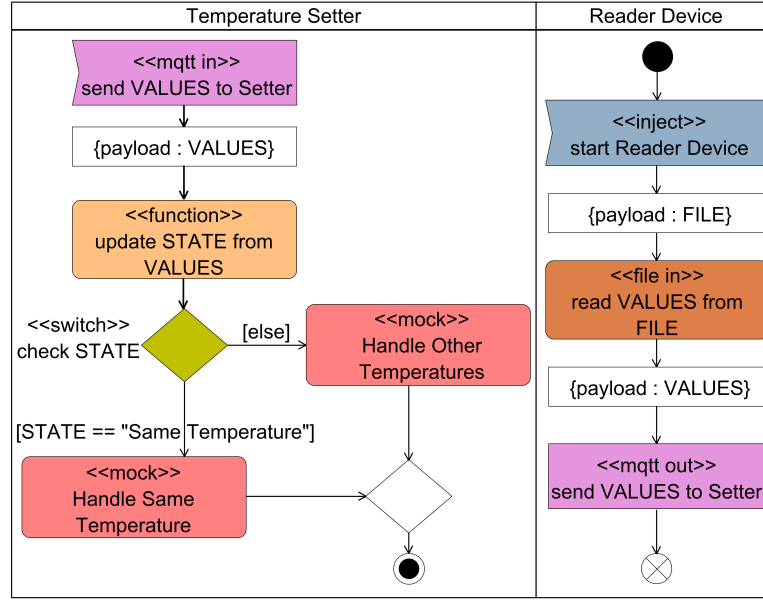 Temperature Setter
<<mqtt in>>
send VALUES to Setter
{payload : VALUES}
<<function>>
update STATE from
VALUES
<<switch>>
check STATE
[else]
<<mock>>
Handle Other
Temperatures
[STATE == "Same Temperature"]
<<mock>>
Handle Same
Temperature
Reader Device
<<inject>>
start Reader Device
{payload : FILE}
<<file in>>
read VALUES from
FILE
{payload : VALUES}
<<mqtt out>>
send VALUES to Setter